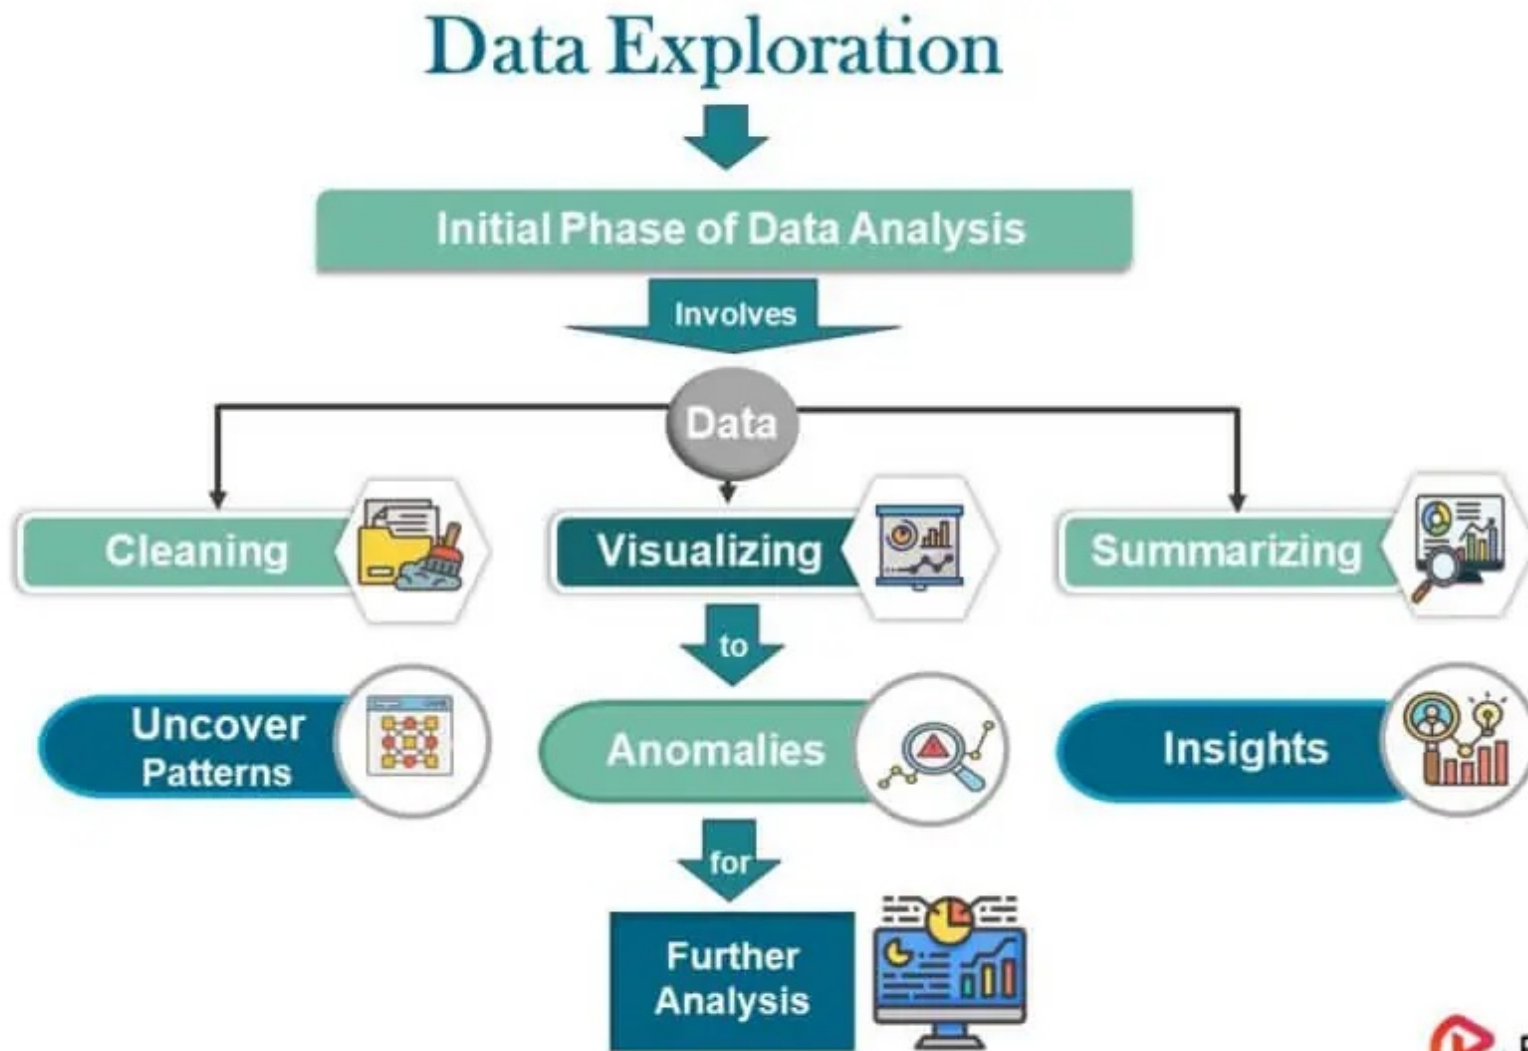 Data Exploration
Initial Phase of Data Analysis
Involves
Data
Cleaning
Visualizing
Summarizing
to
Uncover
Patterns
Anomalies
Insights
for
Further
Analysis